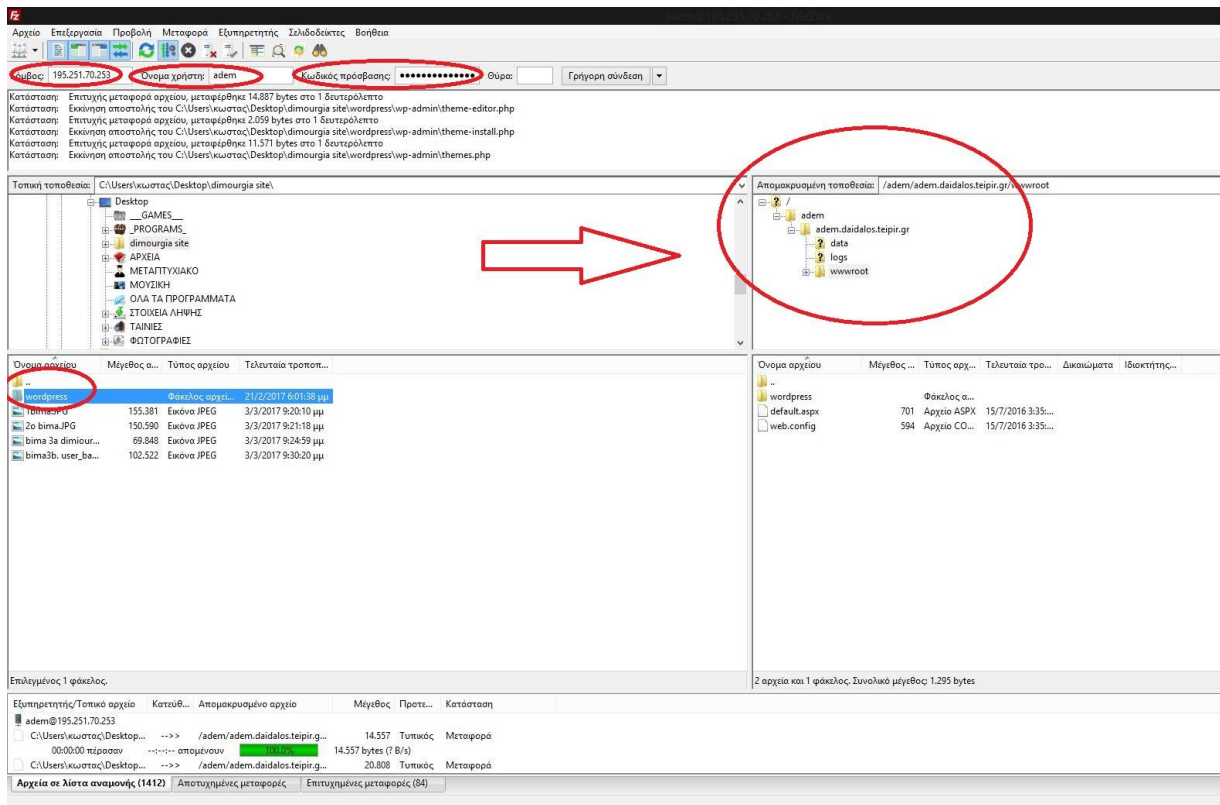 Αρχείο Επεξεργασία Προβολή Μεταφορά Εξυπηρετητής Σελιδοδείκτες Βοήθεια
195.251.70.253 Όνομα χρήστη: adem Κωδικός πρόσβασης: ●●●●●●●●●●●●●● Θύρα: Γρήγορη σύνδεση
Κατάσταση: Επιτυχής μεταφορά αρχείου, μεταφέρθηκε 14.887 bytes στο 1 δευτερόλεπτο
Κατάσταση: Εκκίνηση αποστολής του C:\Users\κωστας\Desktop\dimourgia site\wordpress\wp-admin\theme-editor.php
Κατάσταση: Επιτυχής μεταφορά αρχείου, μεταφέρθηκε 2.059 bytes στο 1 δευτερόλεπτο
Κατάσταση: Εκκίνηση αποστολής του C:\Users\κωστας\Desktop\dimourgia site\wordpress\wp-admin\theme-install.php
Κατάσταση: Επιτυχής μεταφορά αρχείου, μεταφέρθηκε 11.571 bytes στο 1 δευτερόλεπτο
Κατάσταση: Εκκίνηση αποστολής του C:\Users\κωστας\Desktop\dimourgia site\wordpress\wp-admin\themes.php
Τοπική τοποθεσία: C:\Users\κωστας\Desktop\dimourgia site\
Desktop
__GAMES__
_PROGRAMS_
dimourgia site
ΑΡΧΕΙΑ
ΜΕΤΑΠΤΥΧΙΑΚΟ
ΜΟΥΣΙΚΗ
ΟΛΑ ΤΑ ΠΡΟΓΡΑΜΜΑΤΑ
ΣΤΟΙΧΕΙΑ ΛΗΨΗΣ
ΤΑΙΝΙΕΣ
ΦΩΤΟΓΡΑΦΙΕΣ
Απομακρυσμένη τοποθεσία: /adem/adem.daidalos.teipir.gr/wwwroot
/
adem
adem.daidalos.teipir.gr
data
logs
wwwroot
Όνομα αρχείου Μέγεθος α... Τύπος αρχείου Τελευταία τροποπ...
..
wordpress Φάκελος αρχεί... 21/2/2017 6:01:38 μμ
1bima.JPG 155.381 Εικόνα JPEG 3/3/2017 9:20:10 μμ
2ο bima.JPG 150.590 Εικόνα JPEG 3/3/2017 9:21:18 μμ
bima 3a dimiour... 69.848 Εικόνα JPEG 3/3/2017 9:24:59 μμ
bima3b. user_ba... 102.522 Εικόνα JPEG 3/3/2017 9:30:20 μμ
Επιλεγμένος 1 φάκελος.
Όνομα αρχείου Μέγεθος ... Τύπος αρχ... Τελευταία τρο... Δικαιώματα Ιδιοκτήτης...
..
wordpress Φάκελος α...
default.aspx 701 Αρχείο ASPX 15/7/2016 3:35:...
web.config 594 Αρχείο CO... 15/7/2016 3:35:...
2 αρχεία και 1 φάκελος. Συνολικό μέγεθος: 1.295 bytes
Εξυπηρετητής/Τοπικό αρχείο Κατεύθ... Απομακρυσμένο αρχείο Μέγεθος Προτε... Κατάσταση
adem@195.251.70.253
C:\Users\κωστας\Desktop... -->> /adem/adem.daidalos.teipir.g... 14.557 Τυπικός Μεταφορά
00:00:00 πέρασαν --:--:-- απομένουν 100.0% 14.557 bytes (? B/s)
C:\Users\κωστας\Desktop... -->> /adem/adem.daidalos.teipir.g... 20.808 Τυπικός Μεταφορά
Αρχεία σε λίστα αναμονής (1412) Αποτυχημένες μεταφορές Επιτυχημένες μεταφορές (84)